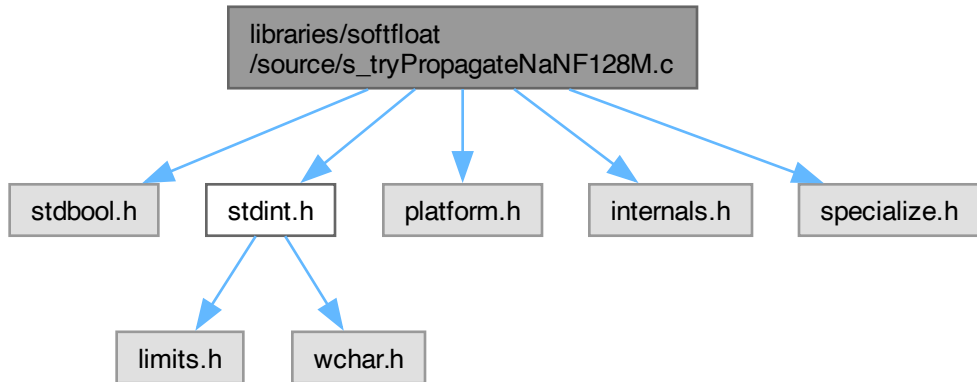 libraries/softfloat
/source/s_tryPropagateNaNF128M.c
stdbool.h
stdint.h
platform.h
internals.h
specialize.h
limits.h
wchar.h